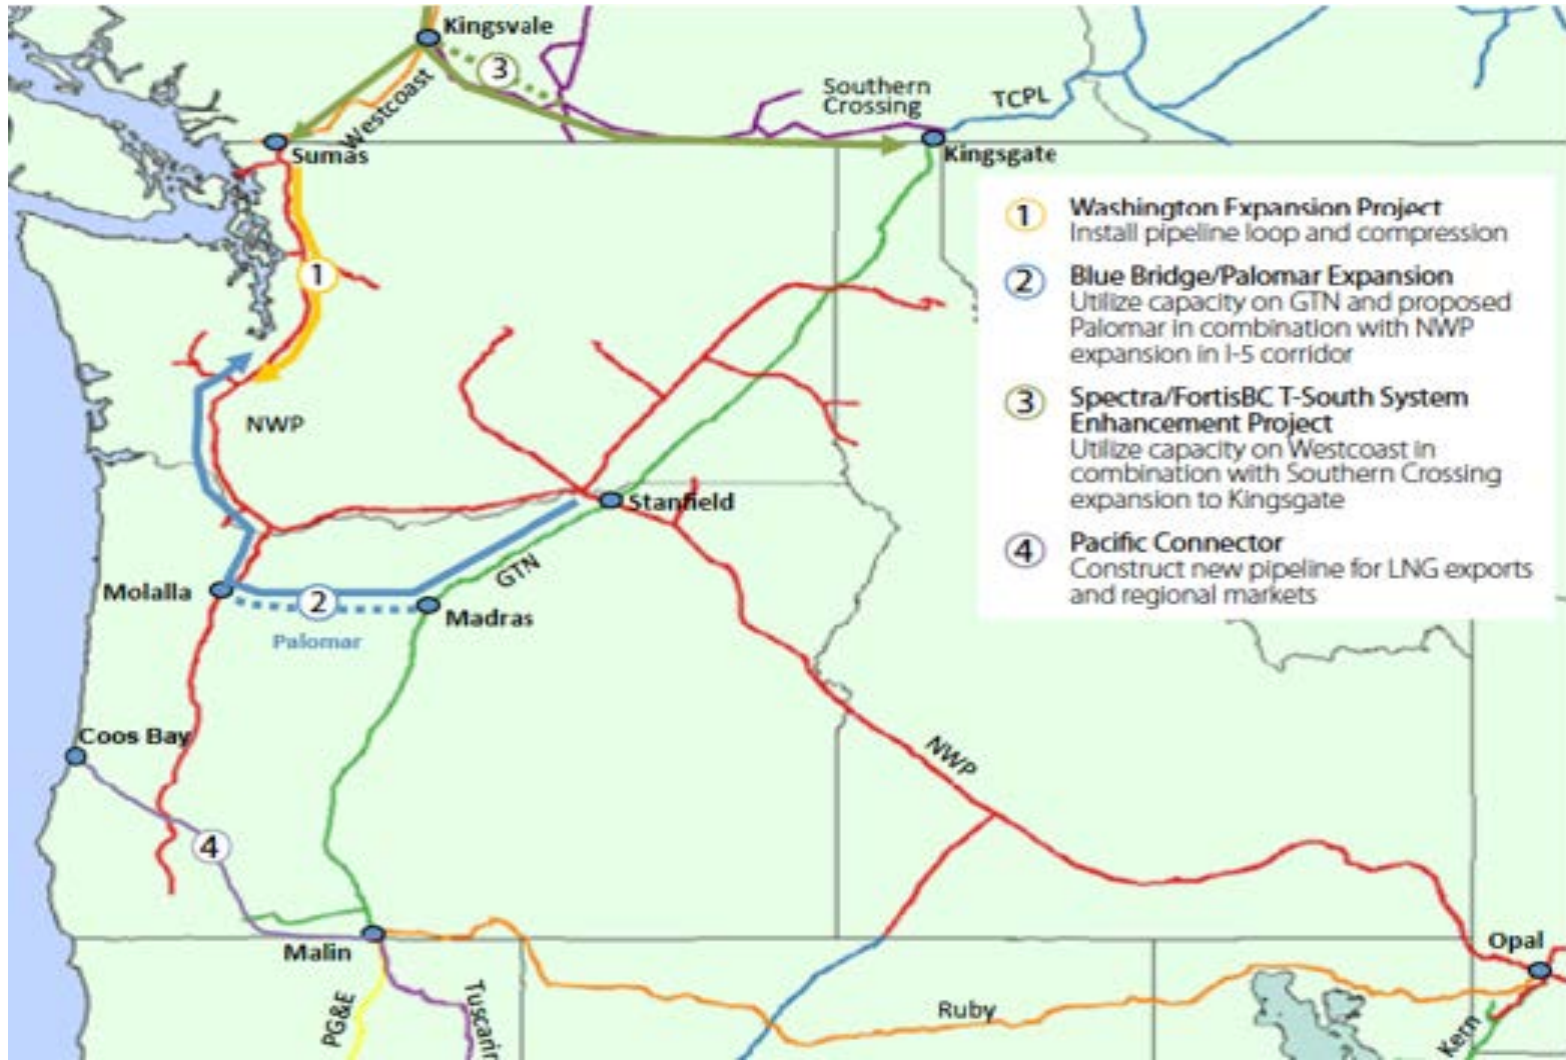 Kingsvale
3
Westcoast
Southern
Crossing
TCPL
Sumas
Kingsgate
1
NWP
Stanfield
GTN
Molalla
2
Madras
Palomar
Coos Bay
4
NWP
Malin
Opal
PG&E
Ruby
Kern
1 Washington Expansion Project
Install pipeline loop and compression
2 Blue Bridge/Palomar Expansion
Utilize capacity on GTN and proposed
Palomar in combination with NWP
expansion in I-5 corridor
3 Spectra/FortisBC T-South System
Enhancement Project
Utilize capacity on Westcoast in
combination with Southern Crossing
expansion to Kingsgate
4 Pacific Connector
Construct new pipeline for LNG exports
and regional markets